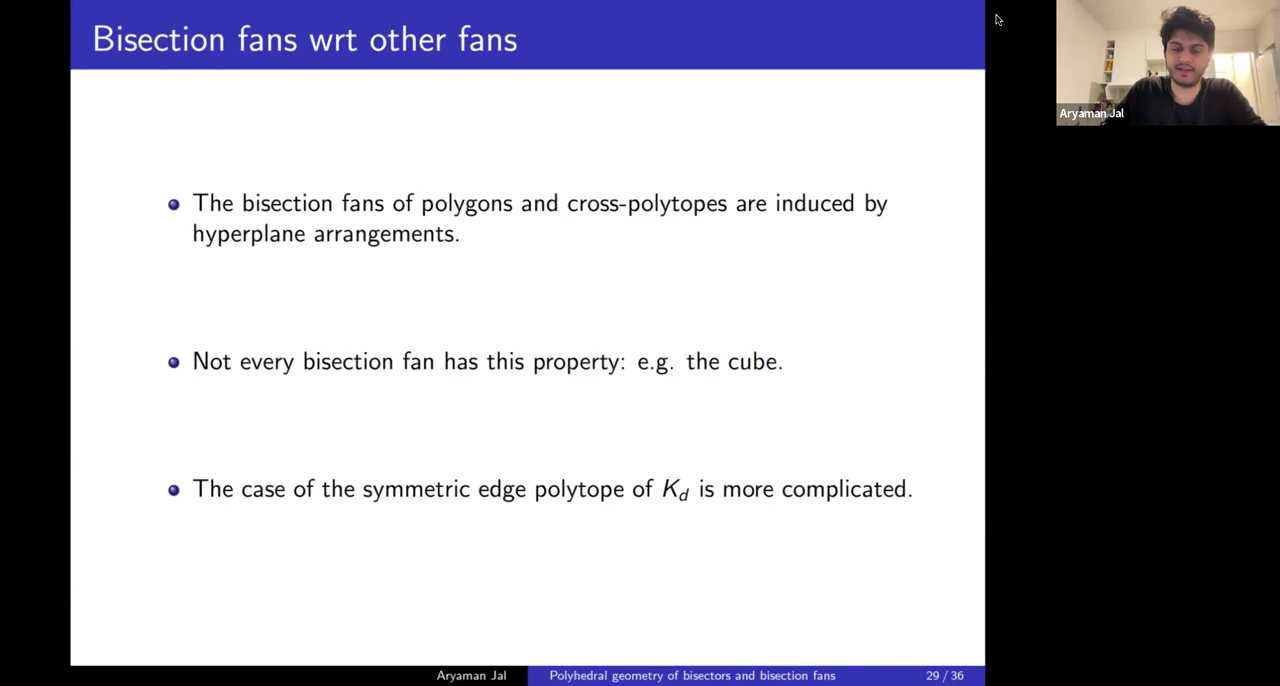 Bisection fans wrt other fans
Aryaman Jal
The bisection fans of polygons and cross-polytopes are induced by
hyperplane arrangements.
Not every bisection fan has this property: e.g. the cube.
The case of the symmetric edge polytope of K_d is more complicated.
Aryaman Jal
Polyhedral geometry of bisectors and bisection fans
29 / 36